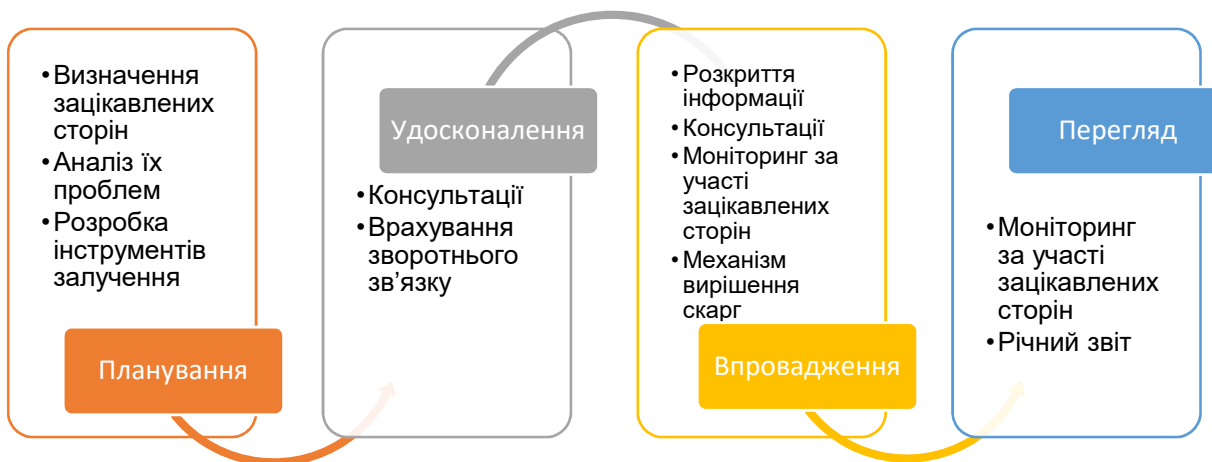 •Визначення
зацікавлених
сторін
•Аналіз їх
проблем
•Розробка
інструментів
залучення
Планування
Удосконалення
•Консультації
•Врахування
зворотнього
зв’язку
•Розкриття
інформації
•Консультації
•Моніторинг за
участі
зацікавлених
сторін
•Механізм
вирішення
скарг
Впровадження
Перегляд
•Моніторинг
за участі
зацікавлених
сторін
•Річний звіт